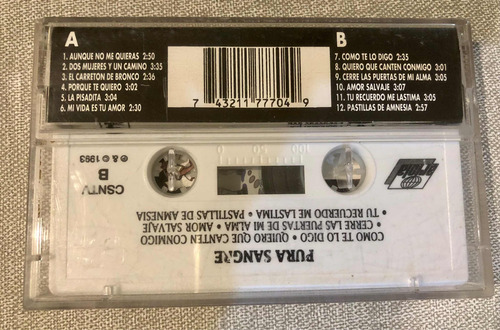 A
1. AUNQUE NO ME QUIERAS 2:50
2. DOS MUJERES Y UN CAMINO 3:35
3. EL CARRETON DE BRONCO 2:36
4. PORQUE TE QUIERO 3:02
5. LA PISADITA 3:04
6. MI VIDA ES TU AMOR 2:30
7 43211 77704 9
B
7. COMO TE LO DIGO 2:35
8. QUIERO QUE CANTEN CONMIGO 3:01
9. CERRE LAS PUERTAS DE MI ALMA 3:05
10. AMOR SALVAJE 3:07
11. TU RECUERDO ME LASTIMA 3:05
12. PASTILLAS DE AMNESIA 2:57
PURA SANGRE
COMO TE LO DIGO • QUIERO QUE CANTEN CONMIGO
• CERRE LAS PUERTAS DE MI ALMA • AMOR SALVAJE
• TU RECUERDO ME LASTIMA • PASTILLAS DE AMNESIA
100 50 0
CSNTV
B
℗ & © 1993